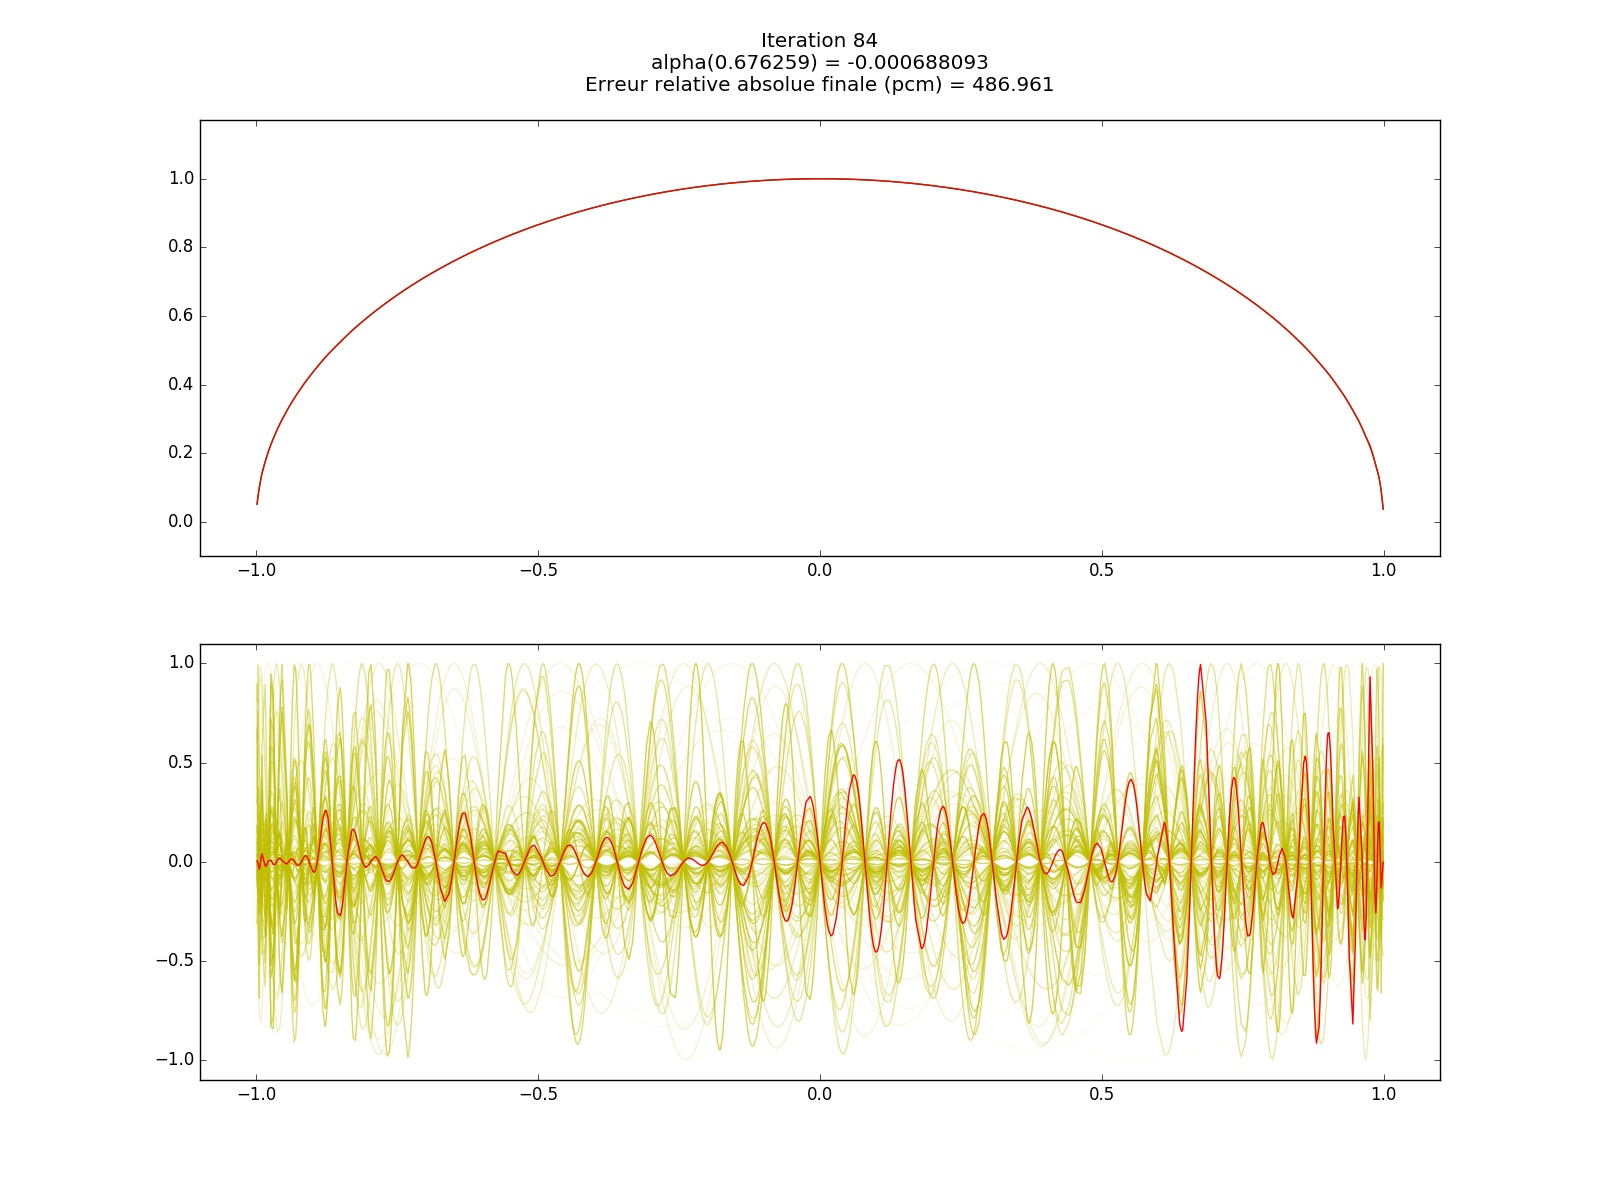 Iteration 84
alpha(0.676259) = -0.000688093
Erreur relative absolue finale (pcm) = 486.961
1.0
0.8
0.6
0.4
0.2
0.0
−1.0 −0.5 0.0 0.5 1.0
1.0
0.5
0.0
−0.5
−1.0
−1.0 −0.5 0.0 0.5 1.0